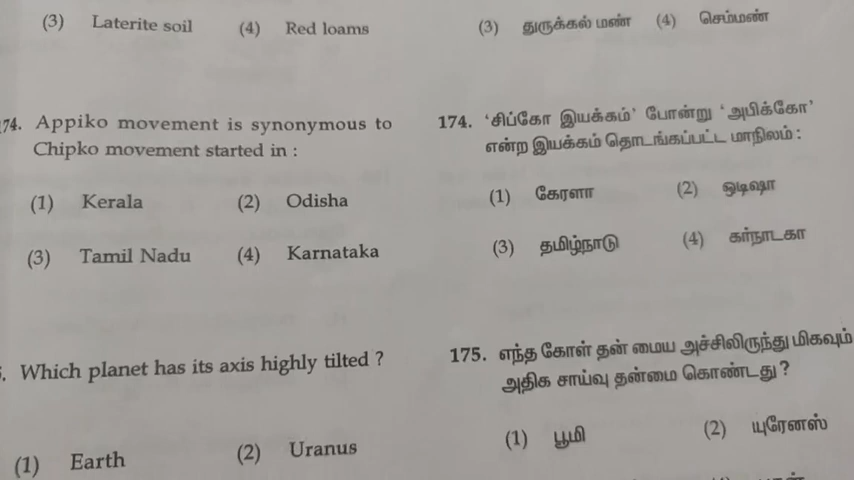 (3) Laterite soil (4) Red loams
74. Appiko movement is synonymous to
Chipko movement started in :
(1) Kerala (2) Odisha
(3) Tamil Nadu (4) Karnataka
. Which planet has its axis highly tilted ?
(1) Earth (2) Uranus
(3) துருக்கல் மண் (4) செம்மண்
174. ‘சிப்கோ இயக்கம்’ போன்று ‘அபிக்கோ’
என்ற இயக்கம் தொடங்கப்பட்ட மாநிலம் :
(1) கேரளா (2) ஒடிஷா
(3) தமிழ்நாடு (4) கர்நாடகா
175. எந்த கோள் தன் மைய அச்சிலிருந்து மிகவும்
அதிக சாய்வு தன்மை கொண்டது ?
(1) பூமி (2) யுரேனஸ்